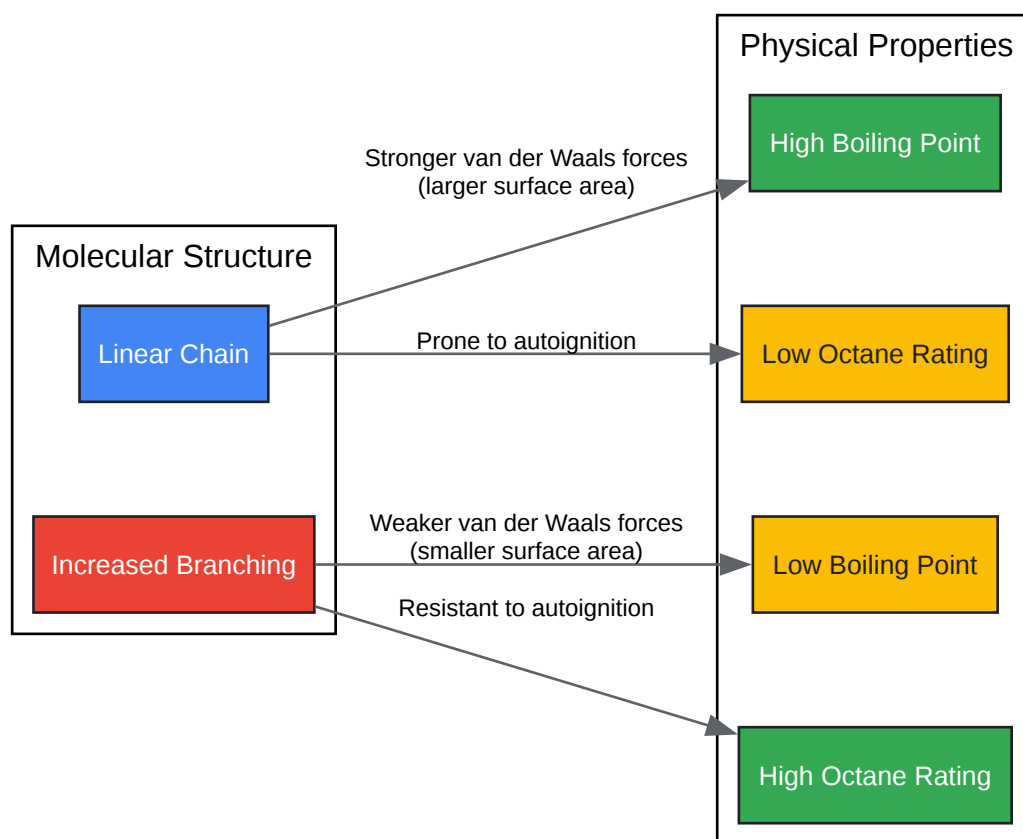 Physical Properties
High Boiling Point
Stronger van der Waals forces
(larger surface area)
Molecular Structure
Linear Chain
Prone to autoignition
Low Octane Rating
Increased Branching
Weaker van der Waals forces
(smaller surface area)
Low Boiling Point
Resistant to autoignition
High Octane Rating